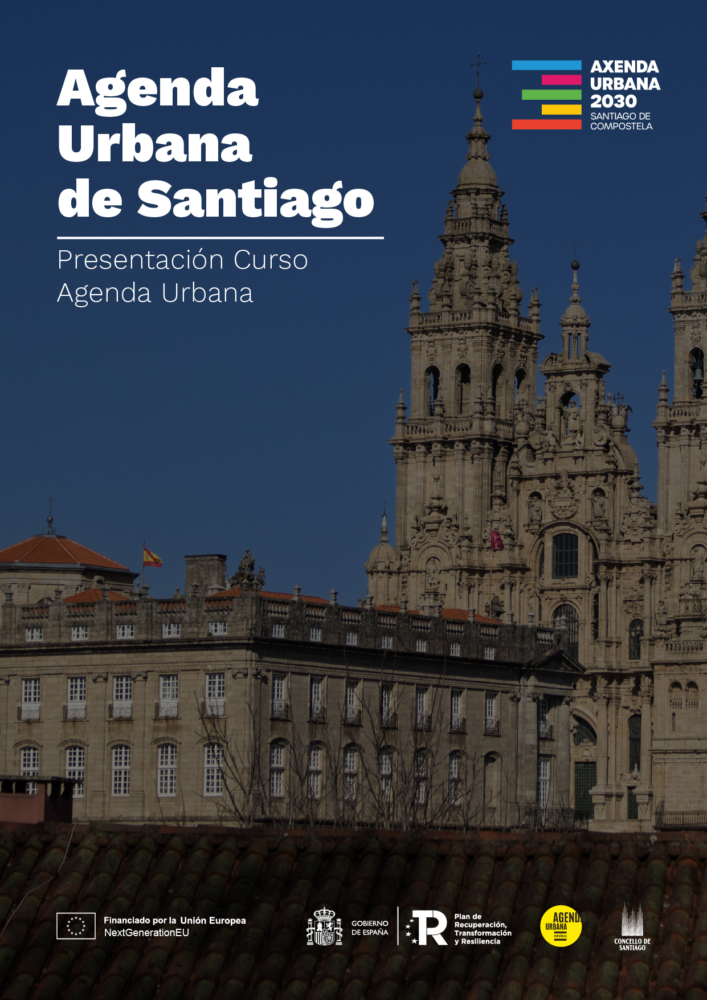 Agenda
Urbana
de Santiago
Presentación Curso
Agenda Urbana
AXENDA
URBANA
2030
SANTIAGO DE
COMPOSTELA
Financiado por la Unión Europea
NextGenerationEU
GOBIERNO
DE ESPAÑA
R
Plan de
Recuperación,
Transformación
y Resiliencia
AGENDA
URBANA
ESPAÑOLA
CONCELLO DE
SANTIAGO